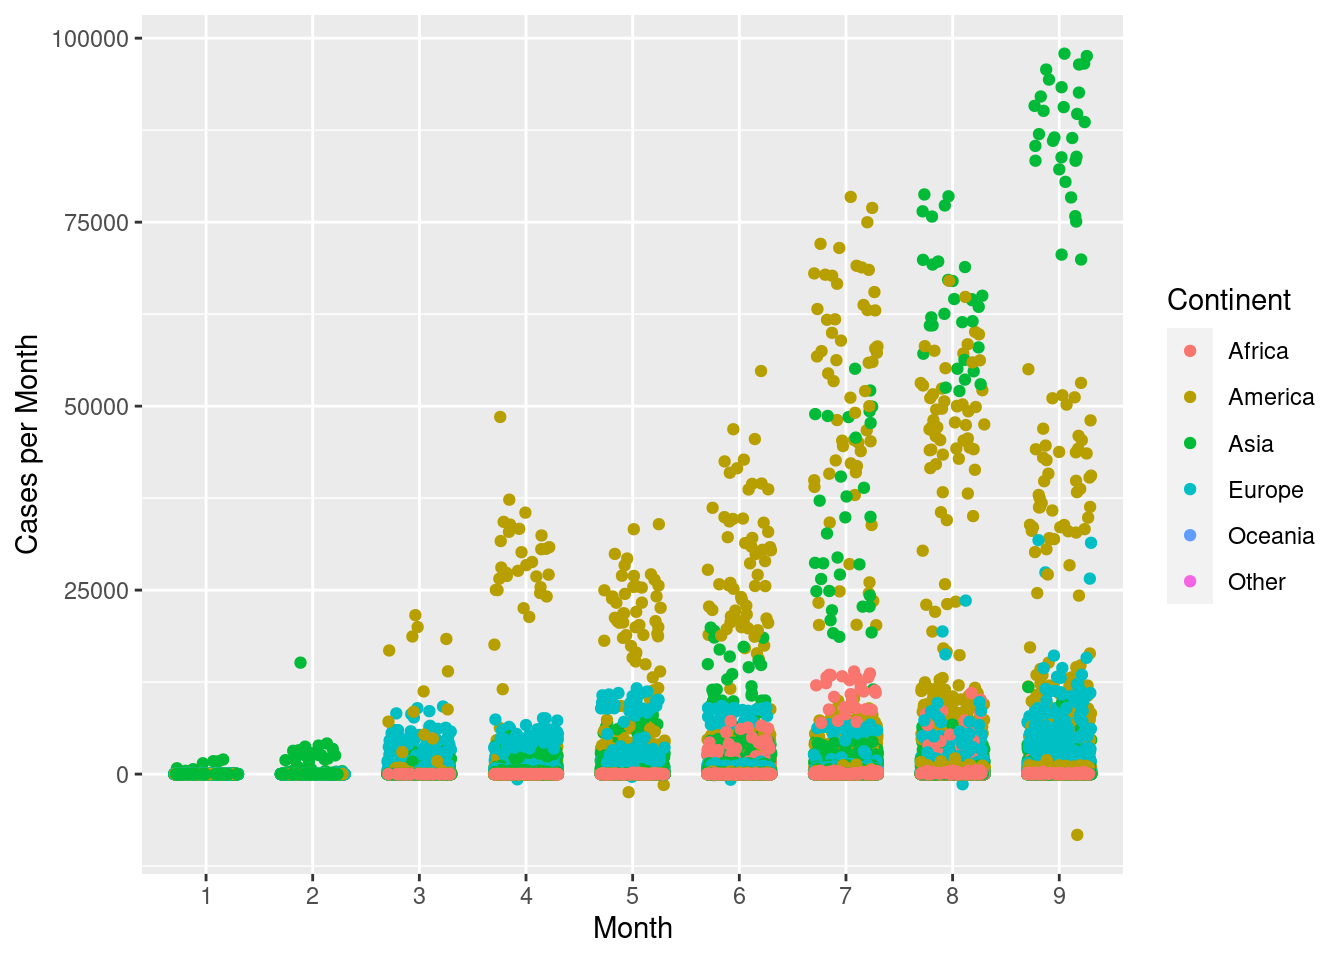 100000
75000
50000
25000
0
Cases per Month
1 2 3 4 5 6 7 8 9
Month
Continent
Africa
America
Asia
Europe
Oceania
Other